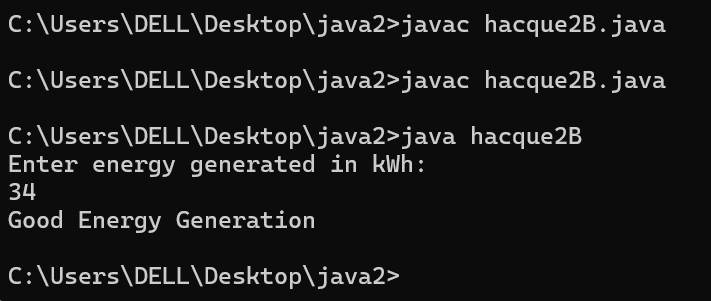 C:\Users\DELL\Desktop\java2>javac hacque2B.java
C:\Users\DELL\Desktop\java2>javac hacque2B.java
C:\Users\DELL\Desktop\java2>java hacque2B
Enter energy generated in kWh:
34
Good Energy Generation
C:\Users\DELL\Desktop\java2>